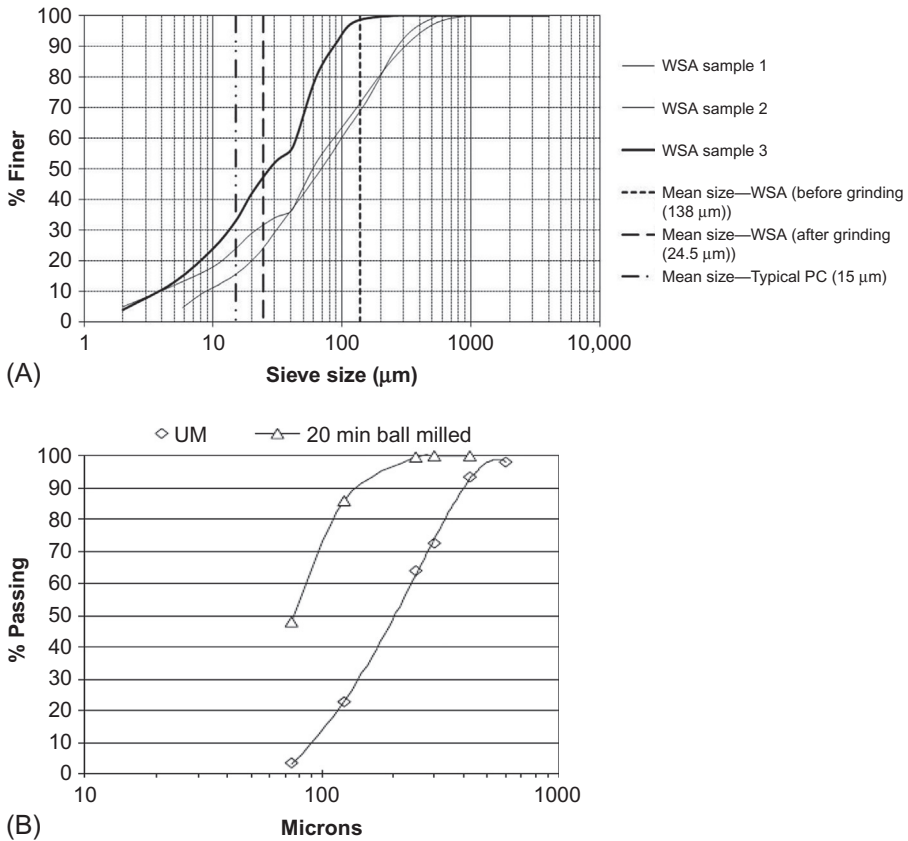 100
90
80
70
60
50
40
30
20
10
0
% Finer
1
10
100
1000
10,000
Sieve size (μm)
(A)
WSA sample 1
WSA sample 2
WSA sample 3
Mean size—WSA (before grinding
(138 μm))
Mean size—WSA (after grinding
(24.5 μm))
Mean size—Typical PC (15 μm)
UM
20 min ball milled
100
90
80
70
60
50
40
30
20
10
0
% Passing
10
100
1000
Microns
(B)